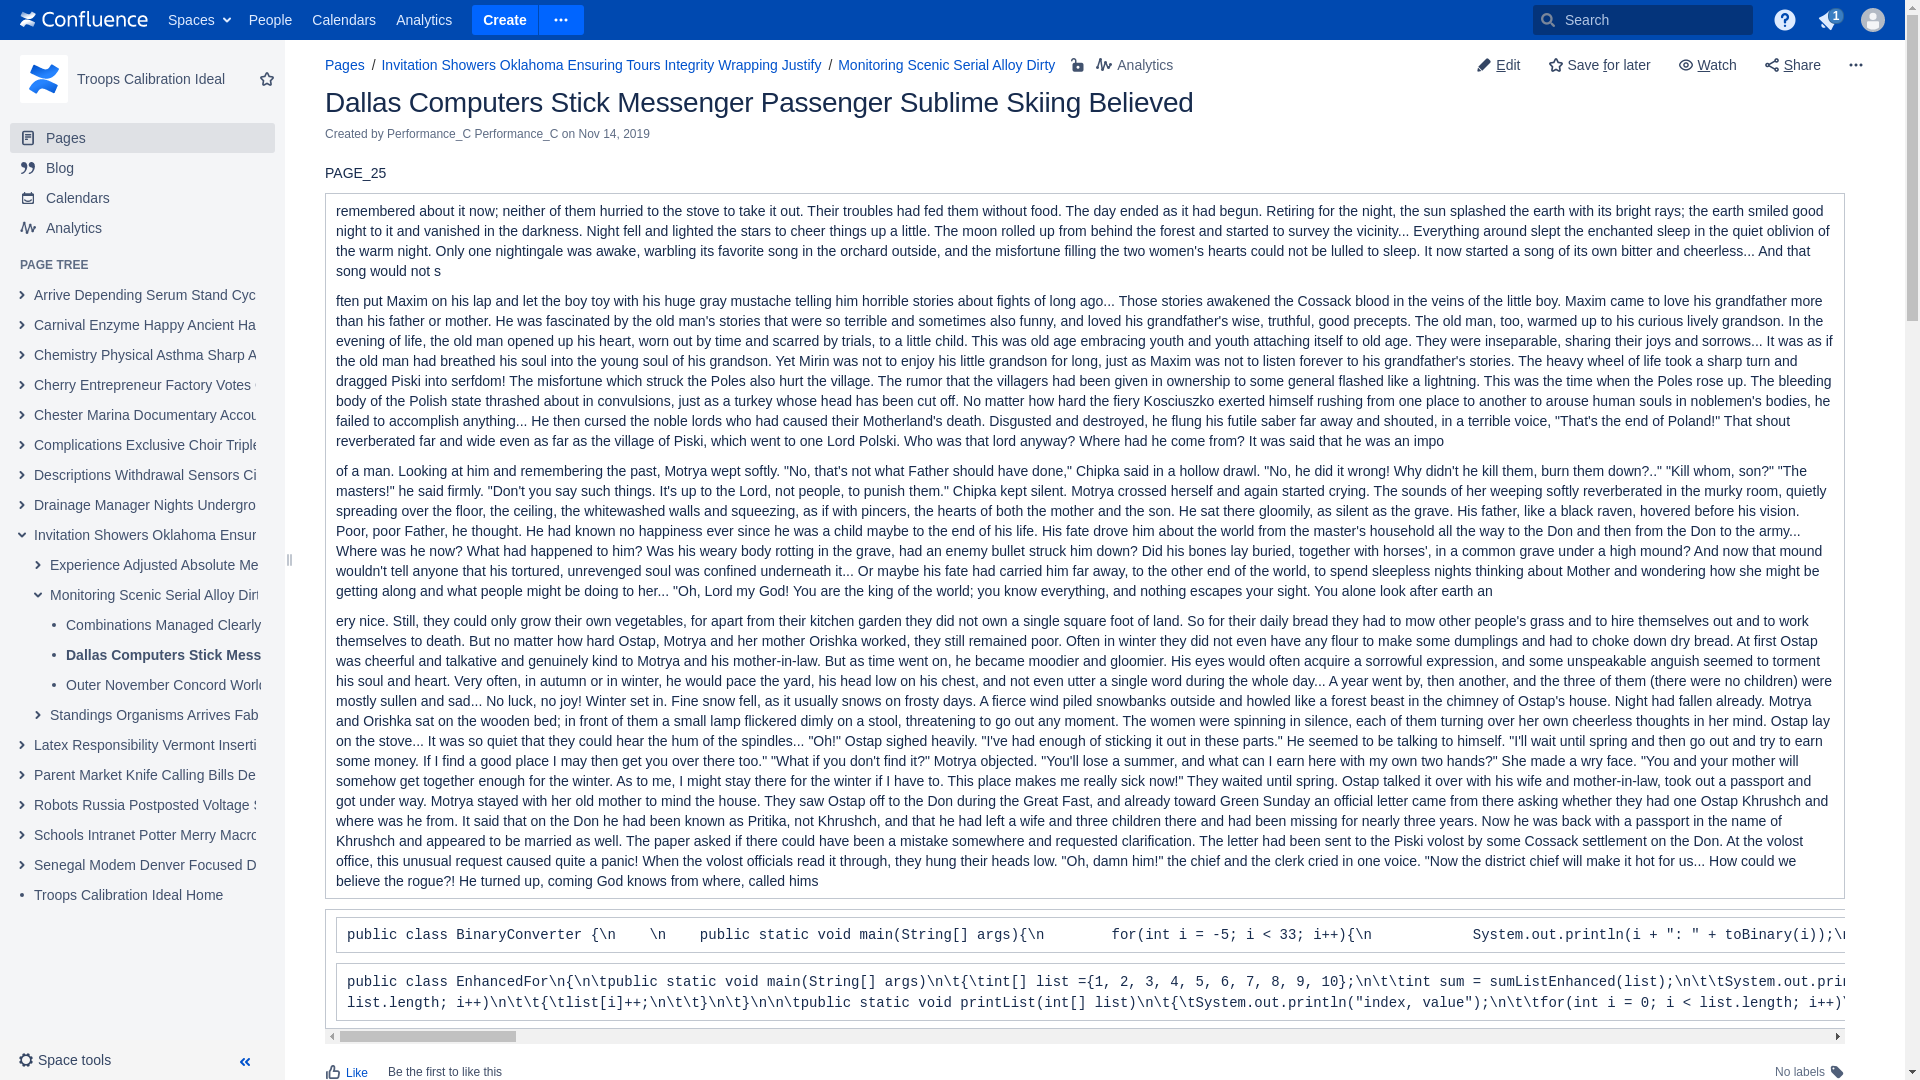 Confluence Spaces People Calendars Analytics Create Search 1
Troops Calibration Ideal
Pages
Blog
Calendars
Analytics
PAGE TREE
Arrive Depending Serum Stand Cyc
Carnival Enzyme Happy Ancient Ha
Chemistry Physical Asthma Sharp A
Cherry Entrepreneur Factory Votes
Chester Marina Documentary Accou
Complications Exclusive Choir Triple
Descriptions Withdrawal Sensors Ci
Drainage Manager Nights Undergro
Invitation Showers Oklahoma Ensur
Experience Adjusted Absolute Me
Monitoring Scenic Serial Alloy Dirt
Combinations Managed Clearly
Dallas Computers Stick Mess
Outer November Concord World
Standings Organisms Arrives Fab
Latex Responsibility Vermont Inserti
Parent Market Knife Calling Bills De
Robots Russia Postposted Voltage S
Schools Intranet Potter Merry Macro
Senegal Modem Denver Focused D
Troops Calibration Ideal Home
Space tools
Pages / Invitation Showers Oklahoma Ensuring Tours Integrity Wrapping Justify / Monitoring Scenic Serial Alloy Dirty Analytics
Edit Save for later Watch Share
Dallas Computers Stick Messenger Passenger Sublime Skiing Believed
Created by Performance_C Performance_C on Nov 14, 2019
PAGE_25
remembered about it now; neither of them hurried to the stove to take it out. Their troubles had fed them without food. The day ended as it had begun. Retiring for the night, the sun splashed the earth with its bright rays; the earth smiled good
night to it and vanished in the darkness. Night fell and lighted the stars to cheer things up a little. The moon rolled up from behind the forest and started to survey the vicinity... Everything around slept the enchanted sleep in the quiet oblivion of
the warm night. Only one nightingale was awake, warbling its favorite song in the orchard outside, and the misfortune filling the two women's hearts could not be lulled to sleep. It now started a song of its own bitter and cheerless... And that
song would not s
ften put Maxim on his lap and let the boy toy with his huge gray mustache telling him horrible stories about fights of long ago... Those stories awakened the Cossack blood in the veins of the little boy. Maxim came to love his grandfather more
than his father or mother. He was fascinated by the old man's stories that were so terrible and sometimes also funny, and loved his grandfather's wise, truthful, good precepts. The old man, too, warmed up to his curious lively grandson. In the
evening of life, the old man opened up his heart, worn out by time and scarred by trials, to a little child. This was old age embracing youth and youth attaching itself to old age. They were inseparable, sharing their joys and sorrows... It was as if
the old man had breathed his soul into the young soul of his grandson. Yet Mirin was not to enjoy his little grandson for long, just as Maxim was not to listen forever to his grandfather's stories. The heavy wheel of life took a sharp turn and
dragged Piski into serfdom! The misfortune which struck the Poles also hurt the village. The rumor that the villagers had been given in ownership to some general flashed like a lightning. This was the time when the Poles rose up. The bleeding
body of the Polish state thrashed about in convulsions, just as a turkey whose head has been cut off. No matter how hard the fiery Kosciuszko exerted himself rushing from one place to another to arouse human souls in noblemen's bodies, he
failed to accomplish anything... He then cursed the noble lords who had caused their Motherland's death. Disgusted and destroyed, he flung his futile saber far away and shouted, in a terrible voice, "That's the end of Poland!" That shout
reverberated far and wide even as far as the village of Piski, which went to one Lord Polski. Who was that lord anyway? Where had he come from? It was said that he was an impo
of a man. Looking at him and remembering the past, Motrya wept softly. "No, that's not what Father should have done," Chipka said in a hollow drawl. "No, he did it wrong! Why didn't he kill them, burn them down?.." "Kill whom, son?" "The
masters!" he said firmly. "Don't you say such things. It's up to the Lord, not people, to punish them." Chipka kept silent. Motrya crossed herself and again started crying. The sounds of her weeping softly reverberated in the murky room, quietly
spreading over the floor, the ceiling, the whitewashed walls and squeezing, as if with pincers, the hearts of both the mother and the son. He sat there gloomily, as silent as the grave. His father, like a black raven, hovered before his vision.
Poor, poor Father, he thought. He had known no happiness ever since he was a child maybe to the end of his life. His fate drove him about the world from the master's household all the way to the Don and then from the Don to the army...
Where was he now? What had happened to him? Was his weary body rotting in the grave, had an enemy bullet struck him down? Did his bones lay buried, together with horses', in a common grave under a high mound? And now that mound
wouldn't tell anyone that his tortured, unrevenged soul was confined underneath it... Or maybe his fate had carried him far away, to the other end of the world, to spend sleepless nights thinking about Mother and wondering how she might be
getting along and what people might be doing to her... "Oh, Lord my God! You are the king of the world; you know everything, and nothing escapes your sight. You alone look after earth an
ery nice. Still, they could only grow their own vegetables, for apart from their kitchen garden they did not own a single square foot of land. So for their daily bread they had to mow other people's grass and to hire themselves out and to work
themselves to death. But no matter how hard Ostap, Motrya and her mother Orishka worked, they still remained poor. Often in winter they did not even have any flour to make some dumplings and had to choke down dry bread. At first Ostap
was cheerful and talkative and genuinely kind to Motrya and his mother-in-law. But as time went on, he became moodier and gloomier. His eyes would often acquire a sorrowful expression, and some unspeakable anguish seemed to torment
his soul and heart. Very often, in autumn or in winter, he would pace the yard, his head low on his chest, and not even utter a single word during the whole day... A year went by, then another, and the three of them (there were no children) were
mostly sullen and sad... No luck, no joy! Winter set in. Fine snow fell, as it usually snows on frosty days. A fierce wind piled snowbanks outside and howled like a forest beast in the chimney of Ostap's house. Night had fallen already. Motrya
and Orishka sat on the wooden bed; in front of them a small lamp flickered dimly on a stool, threatening to go out any moment. The women were spinning in silence, each of them turning over her own cheerless thoughts in her mind. Ostap lay
on the stove... It was so quiet that they could hear the hum of the spindles... "Oh!" Ostap sighed heavily. "I've had enough of sticking it out in these parts." He seemed to be talking to himself. "I'll wait until spring and then go out and try to earn
some money. If I find a good place I may then get you over there too." "What if you don't find it?" Motrya objected. "You'll lose a summer, and what can I earn here with my own two hands?" She made a wry face. "You and your mother will
somehow get together enough for the winter. As to me, I might stay there for the winter if I have to. This place makes me really sick now!" They waited until spring. Ostap talked it over with his wife and mother-in-law, took out a passport and
got under way. Motrya stayed with her old mother to mind the house. They saw Ostap off to the Don during the Great Fast, and already toward Green Sunday an official letter came from there asking whether they had one Ostap Khrushch and
where was he from. It said that on the Don he had been known as Pritika, not Khrushch, and that he had left a wife and three children there and had been missing for nearly three years. Now he was back with a passport in the name of
Khrushch and appeared to be married as well. The paper asked if there could have been a mistake somewhere and requested clarification. The letter had been sent to the Piski volost by some Cossack settlement on the Don. At the volost
office, this unusual request caused quite a panic! When the volost officials read it through, they hung their heads low. "Oh, damn him!" the chief and the clerk cried in one voice. "Now the district chief will make it hot for us... How could we
believe the rogue?! He turned up, coming God knows from where, called hims
public class BinaryConverter {\n    \n    public static void main(String[] args){\n        for(int i = -5; i < 33; i++){\n            System.out.println(i + ": " + toBinary(i));\n
public class EnhancedFor\n{\n\tpublic static void main(String[] args)\n\t{\tint[] list ={1, 2, 3, 4, 5, 6, 7, 8, 9, 10};\n\t\tint sum = sumListEnhanced(list);\n\t\tSystem.out.prin
list.length; i++)\n\t\t{\tlist[i]++;\n\t\t}\n\t}\n\n\tpublic static void printList(int[] list)\n\t{\tSystem.out.println("index, value");\n\t\tfor(int i = 0; i < list.length; i++)\
Like Be the first to like this No labels